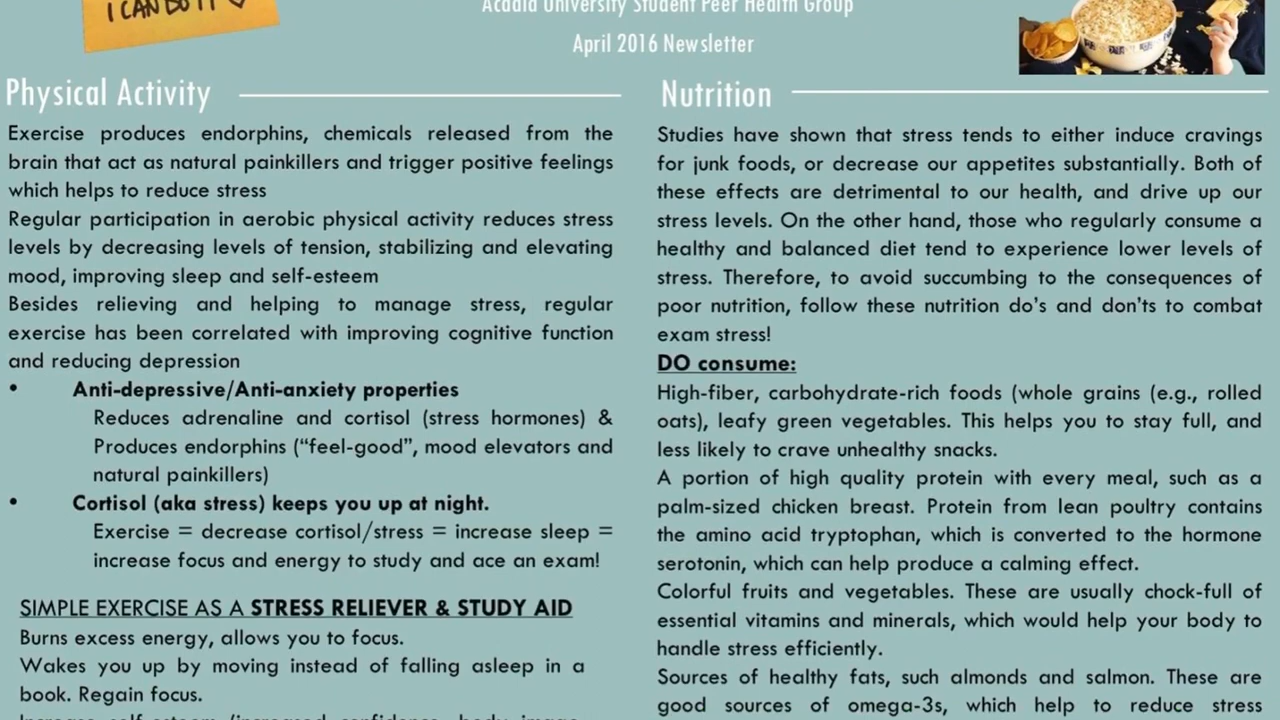 I CAN DO IT
Acadia University Student Peer Health Group
April 2016 Newsletter
Physical Activity
Exercise produces endorphins, chemicals released from the
brain that act as natural painkillers and trigger positive feelings
which helps to reduce stress
Regular participation in aerobic physical activity reduces stress
levels by decreasing levels of tension, stabilizing and elevating
mood, improving sleep and self-esteem
Besides relieving and helping to manage stress, regular
exercise has been correlated with improving cognitive function
and reducing depression
• Anti-depressive/Anti-anxiety properties
Reduces adrenaline and cortisol (stress hormones) &
Produces endorphins (“feel-good”, mood elevators and
natural painkillers)
• Cortisol (aka stress) keeps you up at night.
Exercise = decrease cortisol/stress = increase sleep =
increase focus and energy to study and ace an exam!
SIMPLE EXERCISE AS A STRESS RELIEVER & STUDY AID
Burns excess energy, allows you to focus.
Wakes you up by moving instead of falling asleep in a
book. Regain focus.
Increase self-esteem (increased confidence, body image,
Nutrition
Studies have shown that stress tends to either induce cravings
for junk foods, or decrease our appetites substantially. Both of
these effects are detrimental to our health, and drive up our
stress levels. On the other hand, those who regularly consume a
healthy and balanced diet tend to experience lower levels of
stress. Therefore, to avoid succumbing to the consequences of
poor nutrition, follow these nutrition do’s and don’ts to combat
exam stress!
DO consume:
High-fiber, carbohydrate-rich foods (whole grains (e.g., rolled
oats), leafy green vegetables. This helps you to stay full, and
less likely to crave unhealthy snacks.
A portion of high quality protein with every meal, such as a
palm-sized chicken breast. Protein from lean poultry contains
the amino acid tryptophan, which is converted to the hormone
serotonin, which can help produce a calming effect.
Colorful fruits and vegetables. These are usually chock-full of
essential vitamins and minerals, which would help your body to
handle stress efficiently.
Sources of healthy fats, such almonds and salmon. These are
good sources of omega-3s, which help to reduce stress